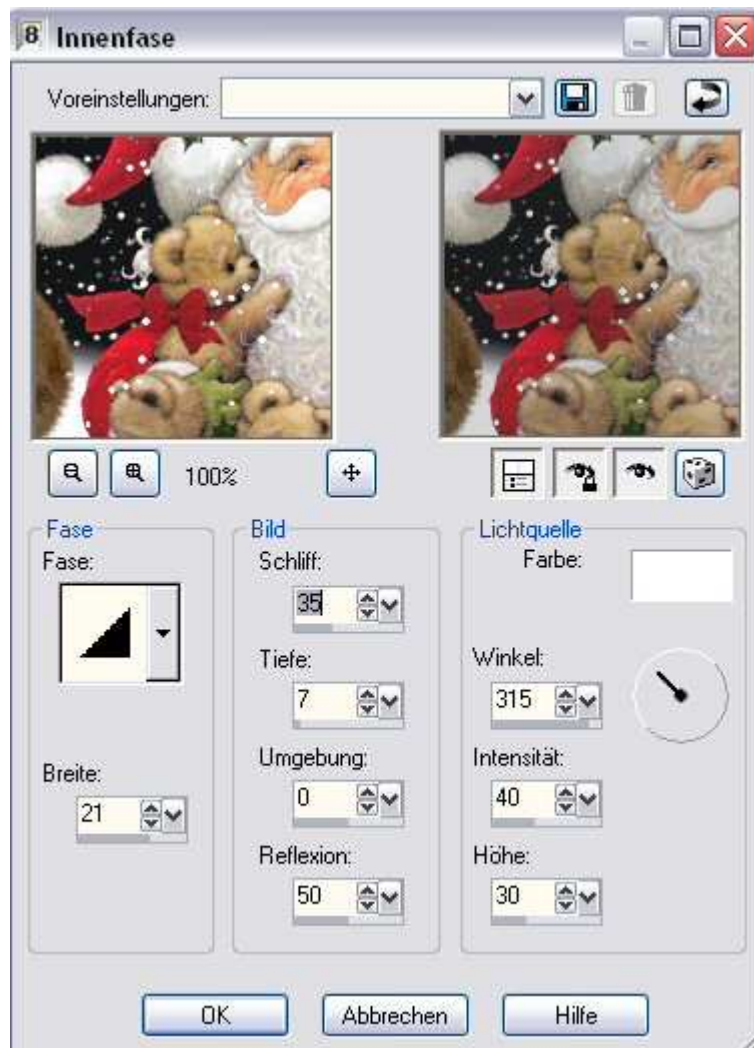 8 Innenfase
Voreinstellungen:
100%
Fase
Fase:
Breite:
21
Bild
Schliff:
35
Tiefe:
7
Umgebung:
0
Reflexion:
50
Lichtquelle
Farbe:
Winkel:
315
Intensität:
40
Höhe:
30
OK Abbrechen Hilfe